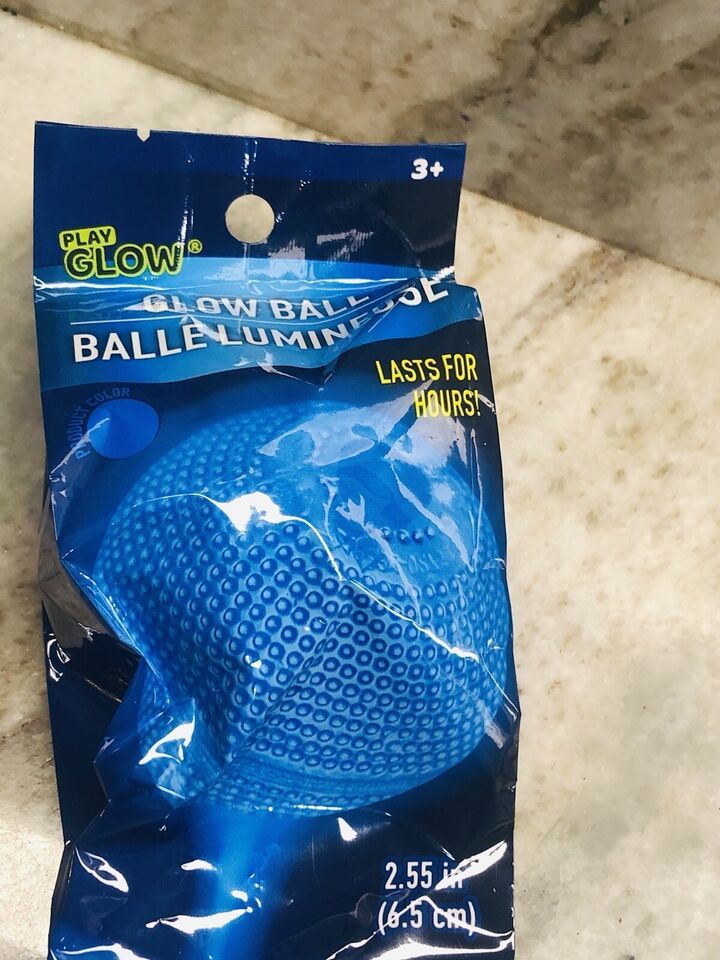 3+
PLAY
GLOW®
GLOW BALL
BALLE LUMINEUSE
LASTS FOR
HOURS!
PRODUCT COLOR
2.55 in
(6.5 cm)